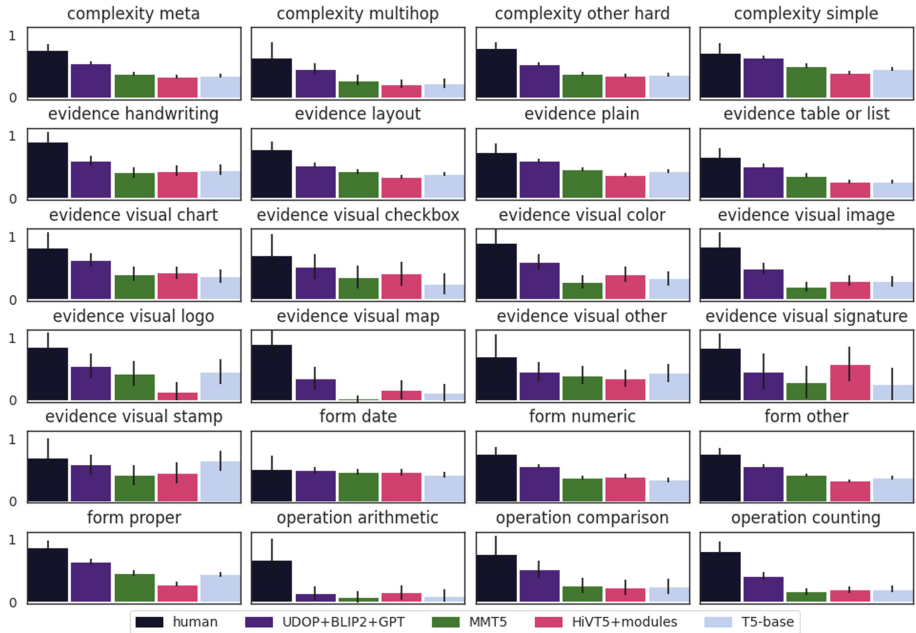 complexity meta complexity multihop complexity other hard complexity simple
1
0
evidence handwriting evidence layout evidence plain evidence table or list
1
0
evidence visual chart evidence visual checkbox evidence visual color evidence visual image
1
0
evidence visual logo evidence visual map evidence visual other evidence visual signature
1
0
evidence visual stamp form date form numeric form other
1
0
form proper operation arithmetic operation comparison operation counting
1
0
human UDOP+BLIP2+GPT MMT5 HiVT5+modules T5-base